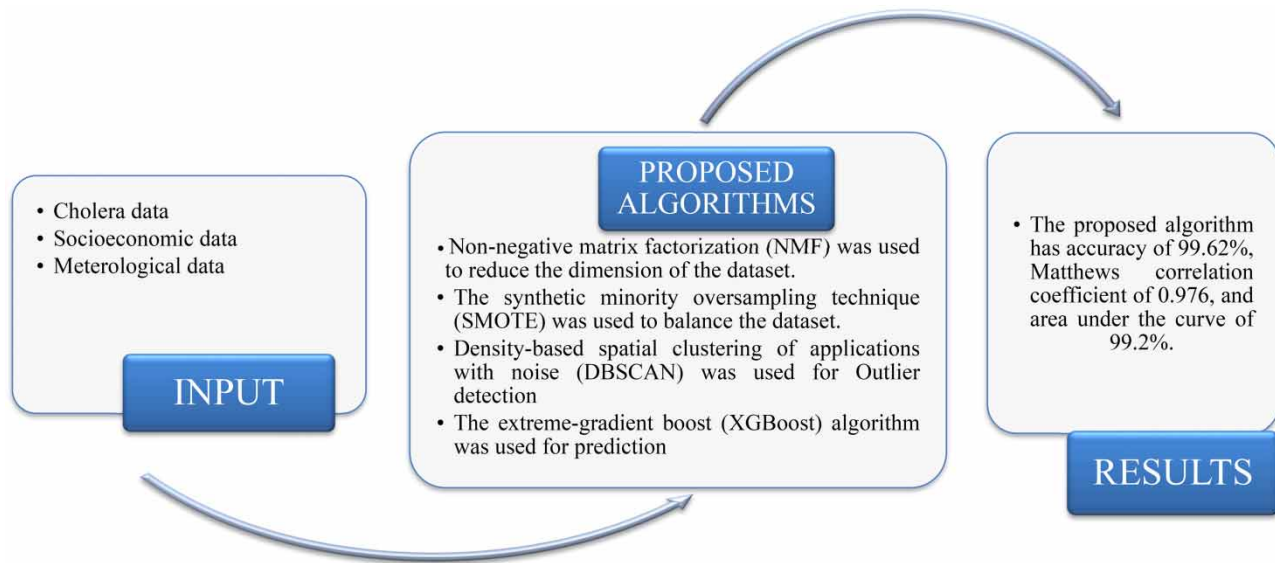 • Cholera data
• Socioeconomic data
• Meterological data
INPUT
PROPOSED
ALGORITHMS
• Non-negative matrix factorization (NMF) was used
to reduce the dimension of the dataset.
• The synthetic minority oversampling technique
(SMOTE) was used to balance the dataset.
• Density-based spatial clustering of applications
with noise (DBSCAN) was used for Outlier
detection
• The extreme-gradient boost (XGBoost) algorithm
was used for prediction
• The proposed algorithm
has accuracy of 99.62%,
Matthews correlation
coefficient of 0.976, and
area under the curve of
99.2%.
RESULTS